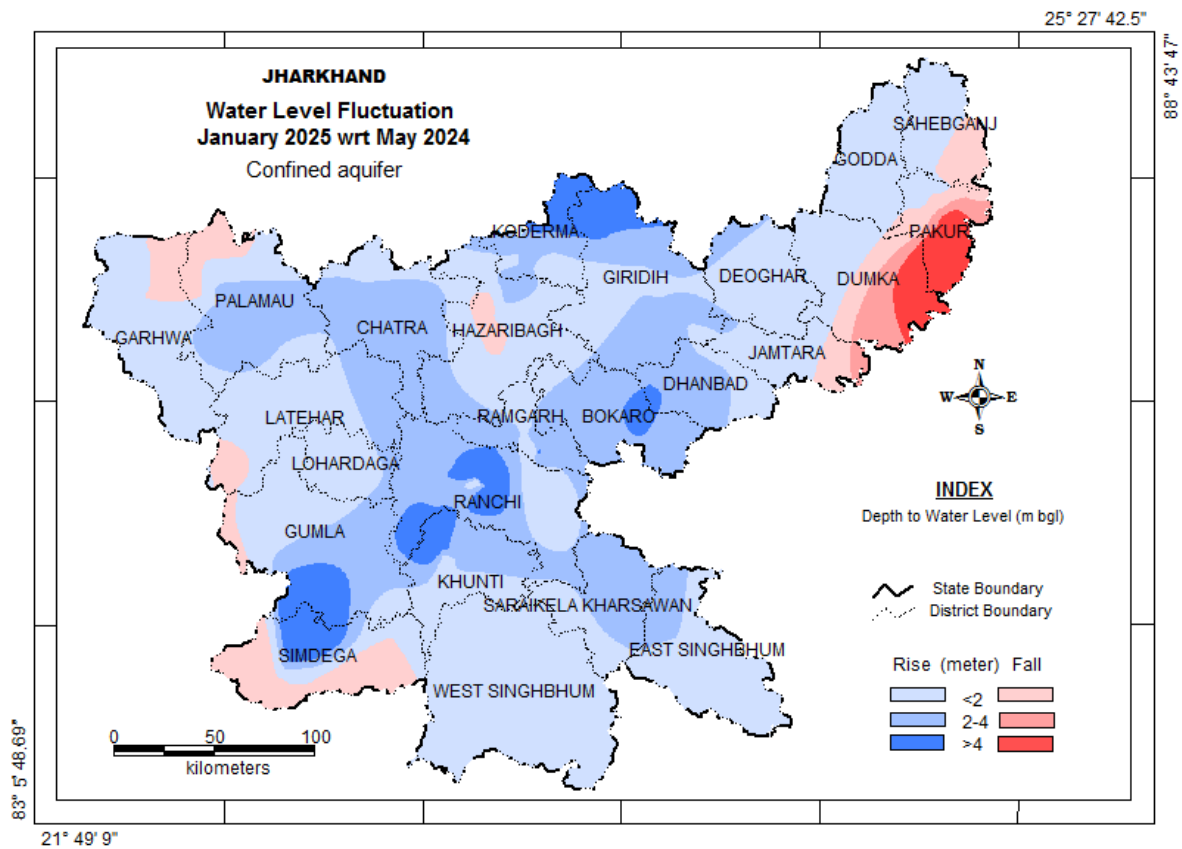 25° 27' 42.5"
88° 43' 47"
JHARKHAND
Water Level Fluctuation
January 2025 wrt May 2024
Confined aquifer
SAHEBGANJ
GODDA
KODERMA
PAKUR
GIRIDIH
DEOGHAR
DUMKA
PALAMAU
CHATRA
HAZARIBAGH
GARHWA
JAMTARA
DHANBAD
LATEHAR
RAMGARH
BOKARO
LOHARDAGA
RANCHI
GUMLA
KHUNTI
SARAIKELA KHARSAWAN
EAST SINGHBHUM
SIMDEGA
WEST SINGHBHUM
N
W E
S
INDEX
Depth to Water Level (m bgl)
State Boundary
District Boundary
Rise (meter) Fall
<2
2-4
>4
0 50 100
kilometers
83° 5' 48.69"
21° 49' 9"